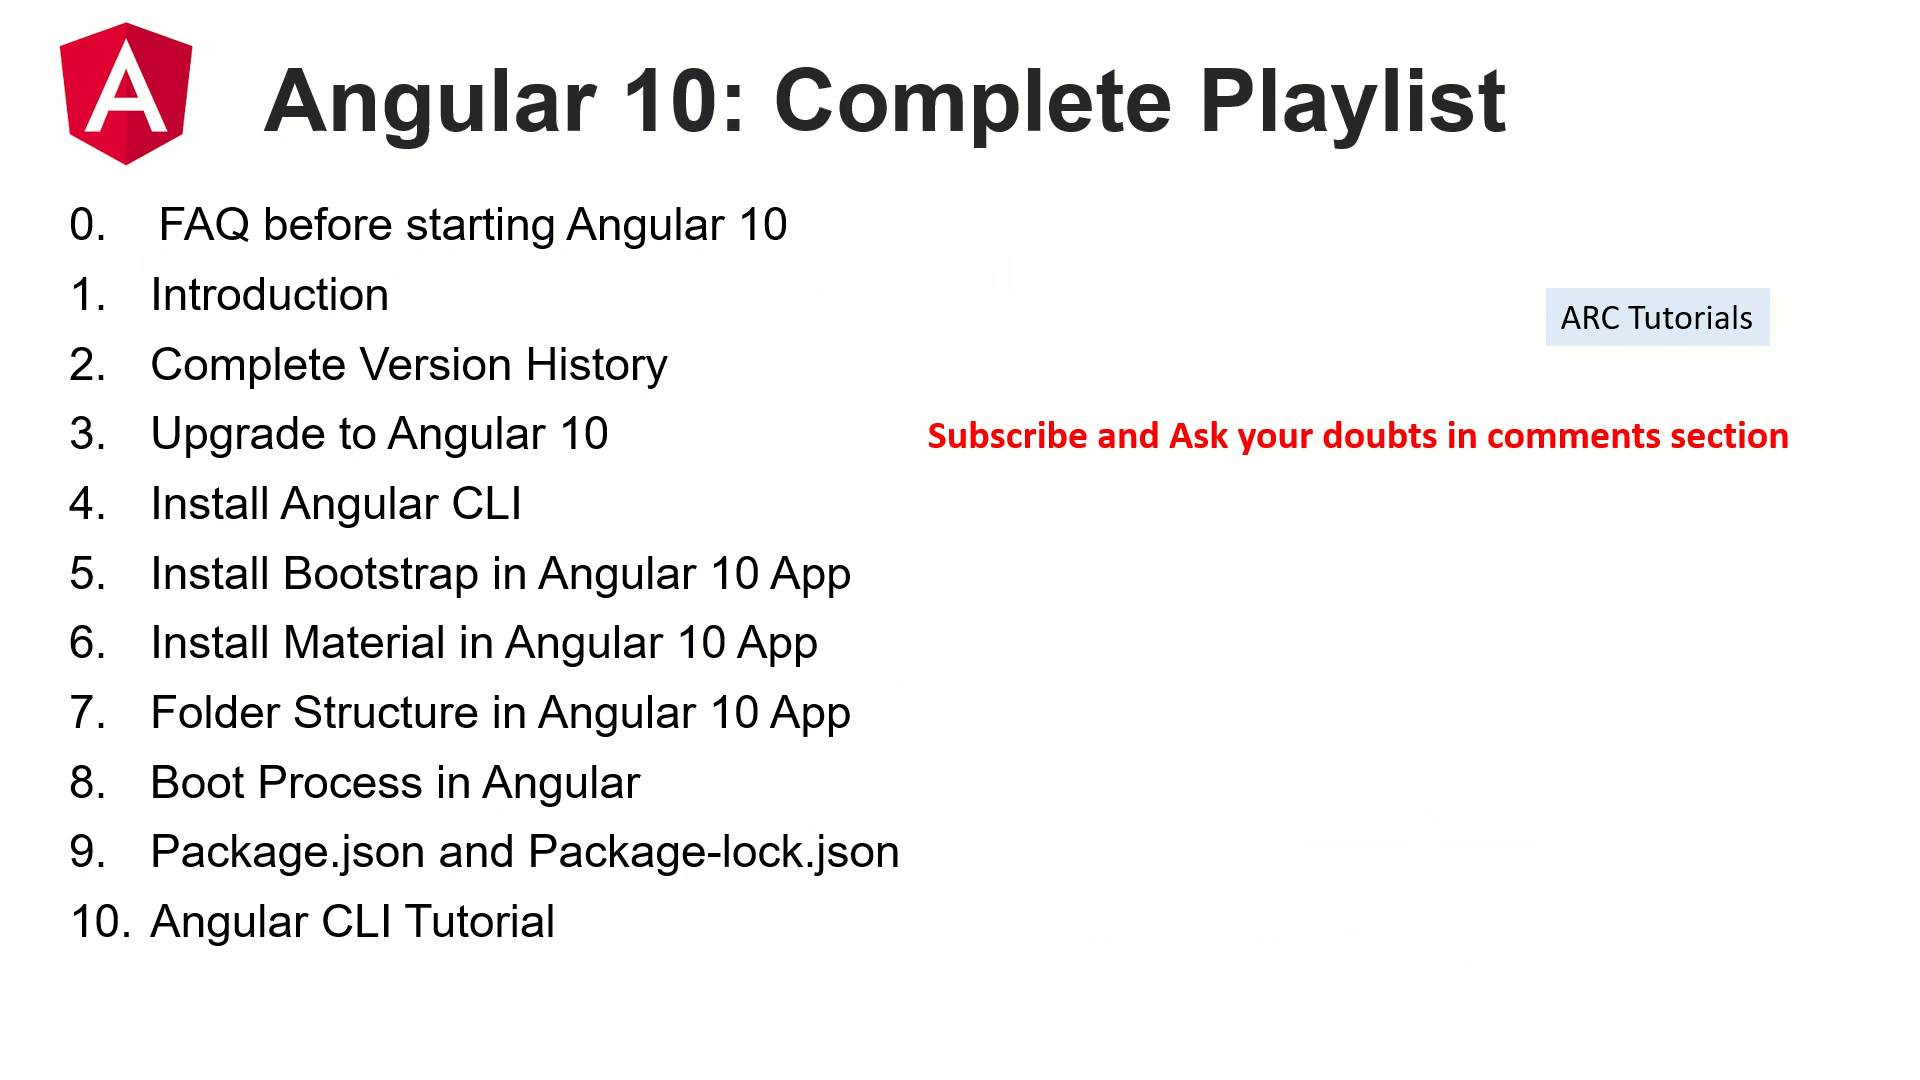 Angular 10: Complete Playlist
0. FAQ before starting Angular 10
1. Introduction
2. Complete Version History
3. Upgrade to Angular 10
4. Install Angular CLI
5. Install Bootstrap in Angular 10 App
6. Install Material in Angular 10 App
7. Folder Structure in Angular 10 App
8. Boot Process in Angular
9. Package.json and Package-lock.json
10. Angular CLI Tutorial
ARC Tutorials
Subscribe and Ask your doubts in comments section